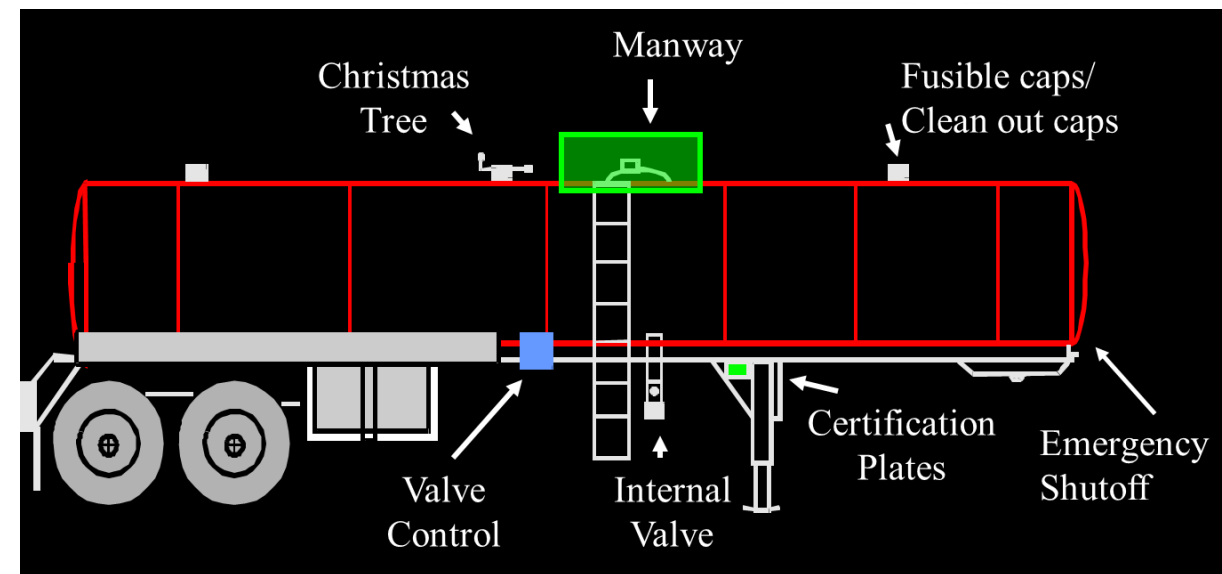 Manway
Christmas
Tree
Fusible caps/
Clean out caps
Certification
Plates
Emergency
Shutoff
Valve
Control
Internal
Valve